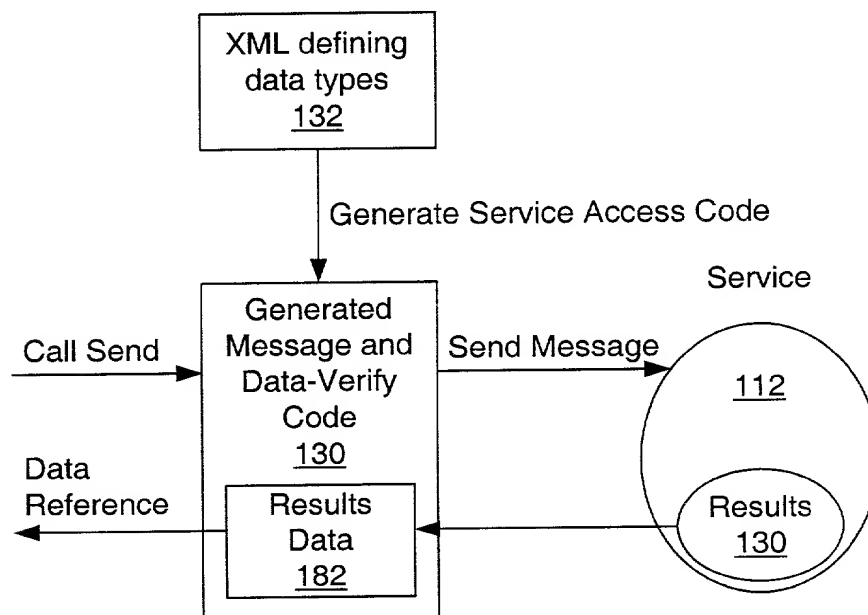 XML defining
data types
132
Generate Service Access Code
Service
Generated
Message and
Data-Verify
Code
130
Call Send
Send Message
112
Data
Reference
Results
Data
182
Results
130